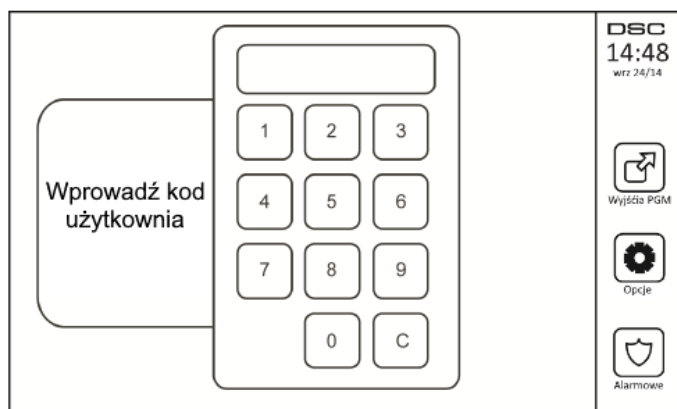 Wprowadź kod
użytkownia
1 2 3
4 5 6
7 8 9
0 C
DSC
14:48
wrz 24/14
Wyjśćia PGM
Opcje
Alarmowe